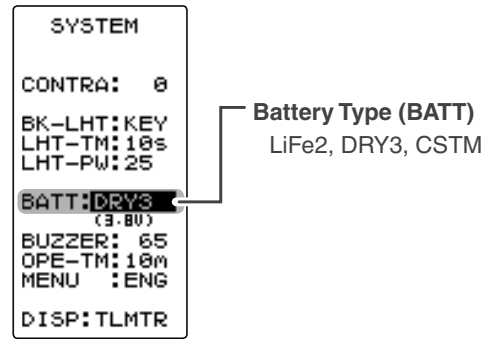 SYSTEM
CONTRA: 0
BK-LHT:KEY
LHT-TM:10s
LHT-PW:25
BATT:DRY3
(3.8V)
BUZZER: 65
OPE-TM:10m
MENU :ENG
DISP:TLMTR
Battery Type (BATT)
LiFe2, DRY3, CSTM